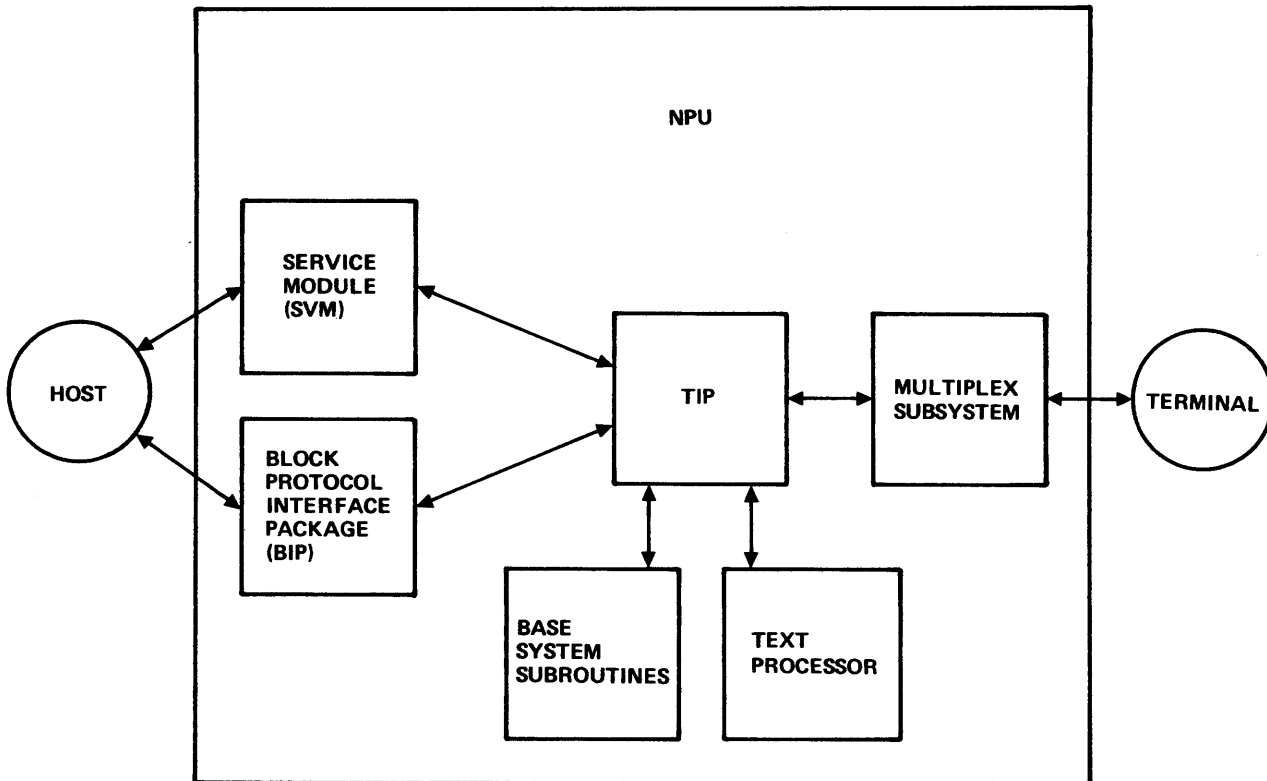 NPU
SERVICE
MODULE
(SVM)
HOST
BLOCK
PROTOCOL
INTERFACE
PACKAGE
(BIP)
TIP
MULTIPLEX
SUBSYSTEM
TERMINAL
BASE
SYSTEM
SUBROUTINES
TEXT
PROCESSOR